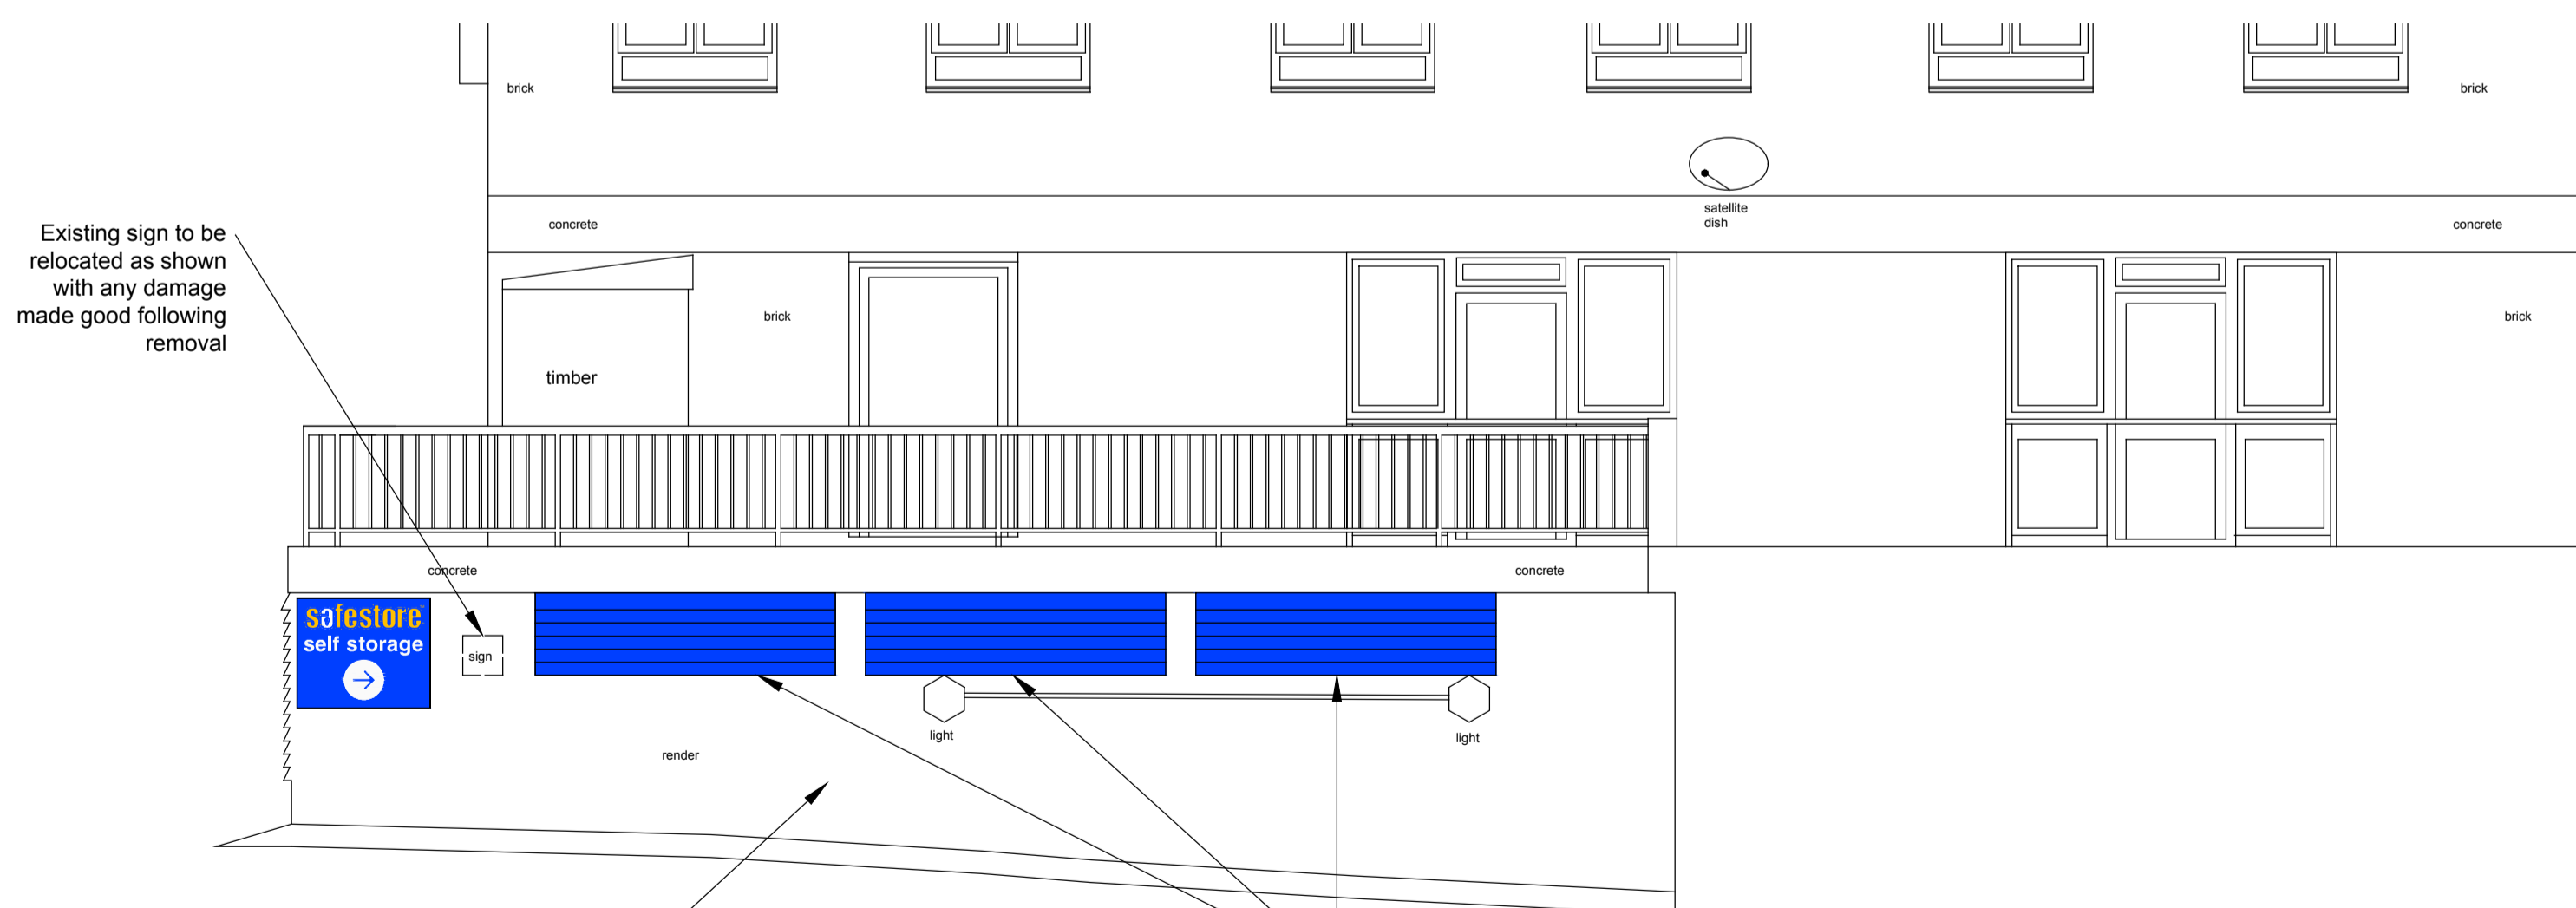 brick
brick
satellite
dish
concrete
concrete
Existing sign to be
relocated as shown
with any damage
made good following
removal
brick
brick
timber
concrete
concrete
safestore
self storage
sign
light
light
render